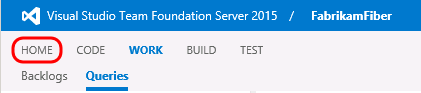 Visual Studio Team Foundation Server 2015 / FabrikamFiber
HOME CODE WORK BUILD TEST
Backlogs Queries